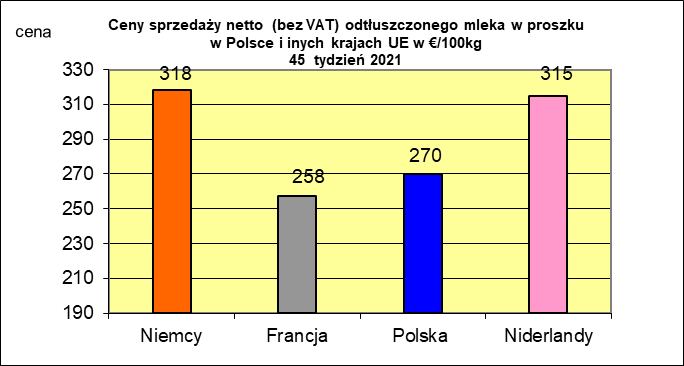 Ceny sprzedaży netto (bez VAT) odtłuszczonego mleka w proszku
w Polsce i inych krajach UE w €/100kg
45 tydzień 2021
cena
330
310
290
270
250
230
210
190
318
258
270
315
Niemcy
Francja
Polska
Niderlandy